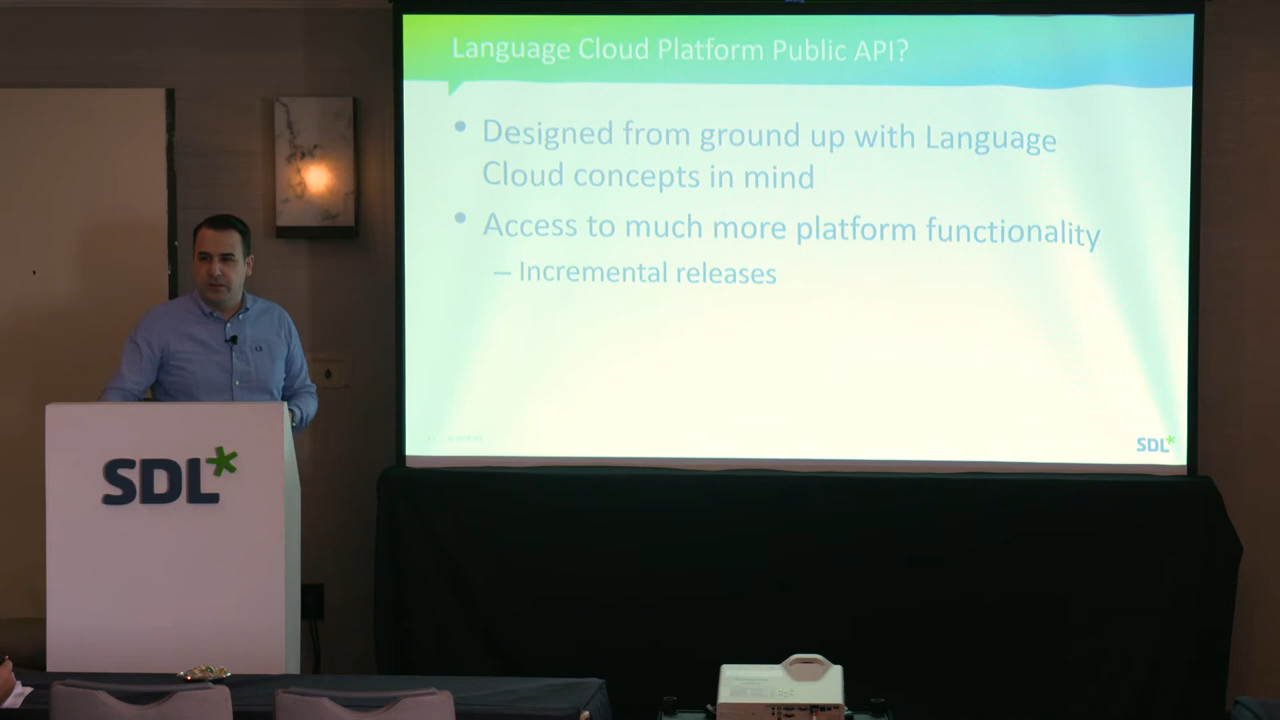 Language Cloud Platform Public API?
• Designed from ground up with Language
Cloud concepts in mind
• Access to much more platform functionality
– Incremental releases
SDL*
SDL*